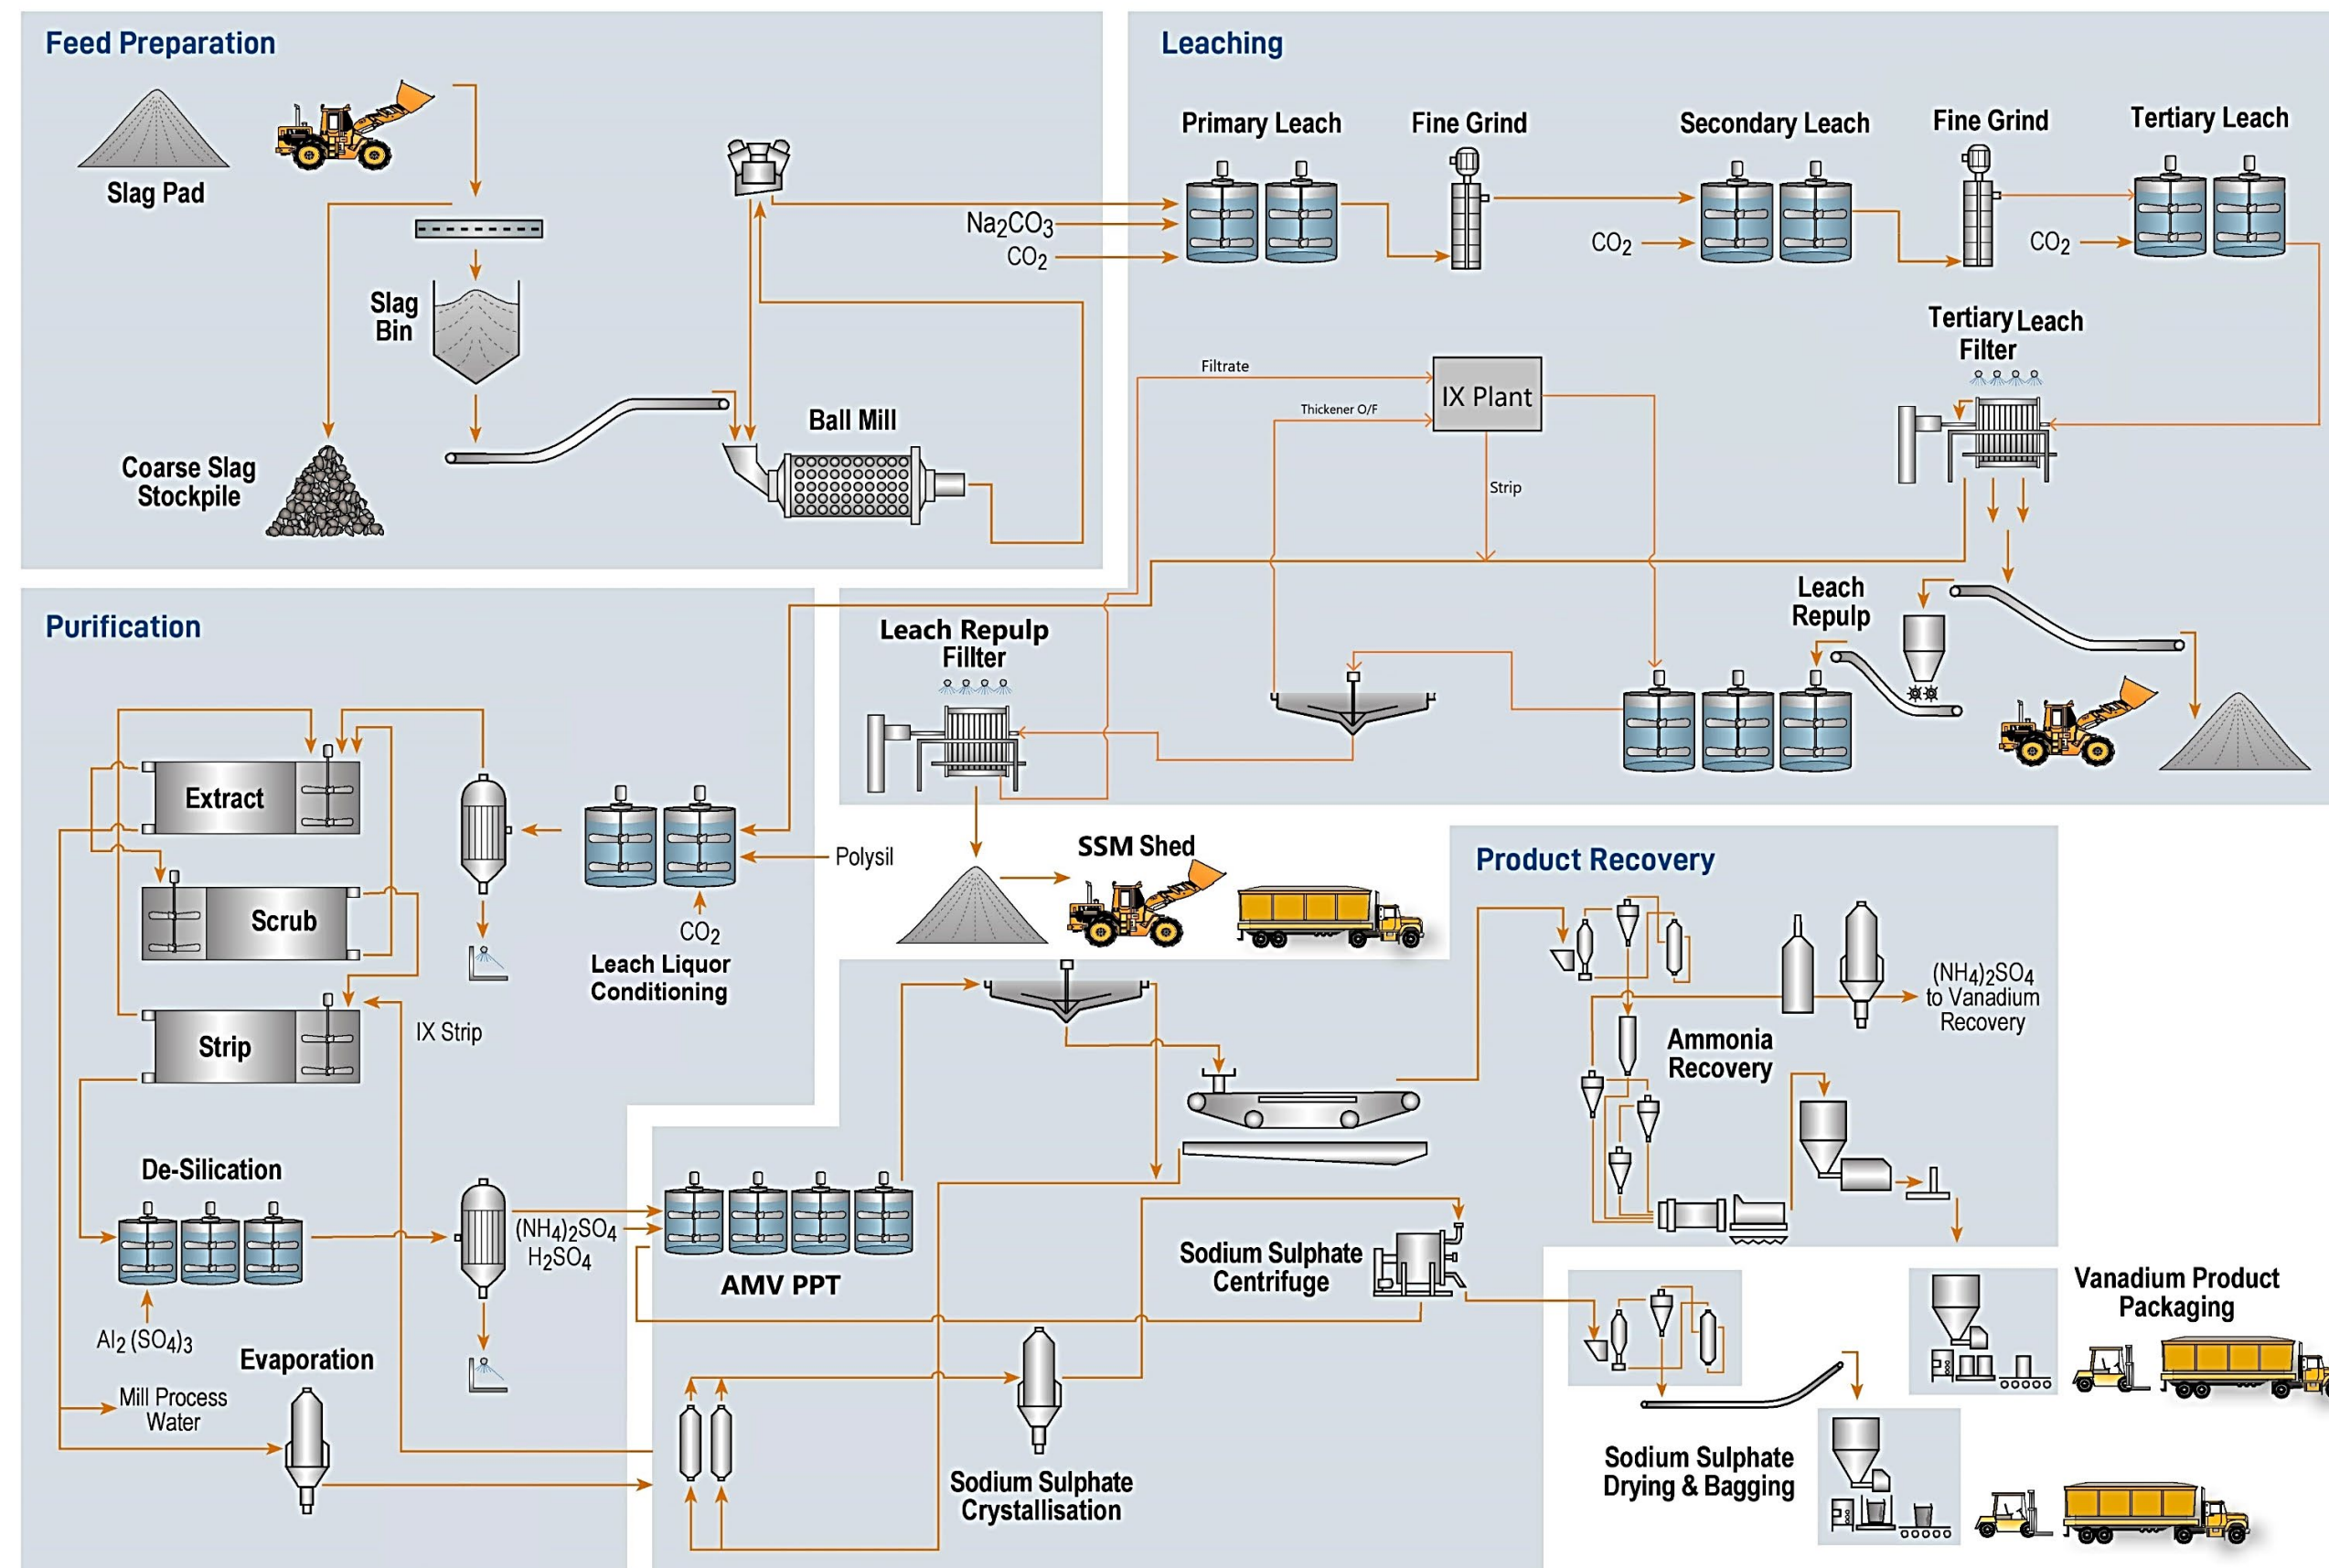 Feed Preparation
Slag Pad
Slag
Bin
Coarse Slag
Stockpile
Ball Mill
Leaching
Primary Leach
Fine Grind
Secondary Leach
Fine Grind
Tertiary Leach
Na2CO3
CO2
CO2
CO2
Tertiary Leach
Filter
Filtrate
IX Plant
Thickener O/F
Strip
Leach
Repulp
Leach Repulp
Fillter
Purification
Extract
Scrub
Strip
IX Strip
Polysil
CO2
Leach Liquor
Conditioning
De-Silication
Al2 (SO4)3
Evaporation
Mill Process
Water
SSM Shed
Product Recovery
(NH4)2SO4
to Vanadium
Recovery
Ammonia
Recovery
(NH4)2SO4
H2SO4
AMV PPT
Sodium Sulphate
Centrifuge
Sodium Sulphate
Crystallisation
Vanadium Product
Packaging
Sodium Sulphate
Drying & Bagging